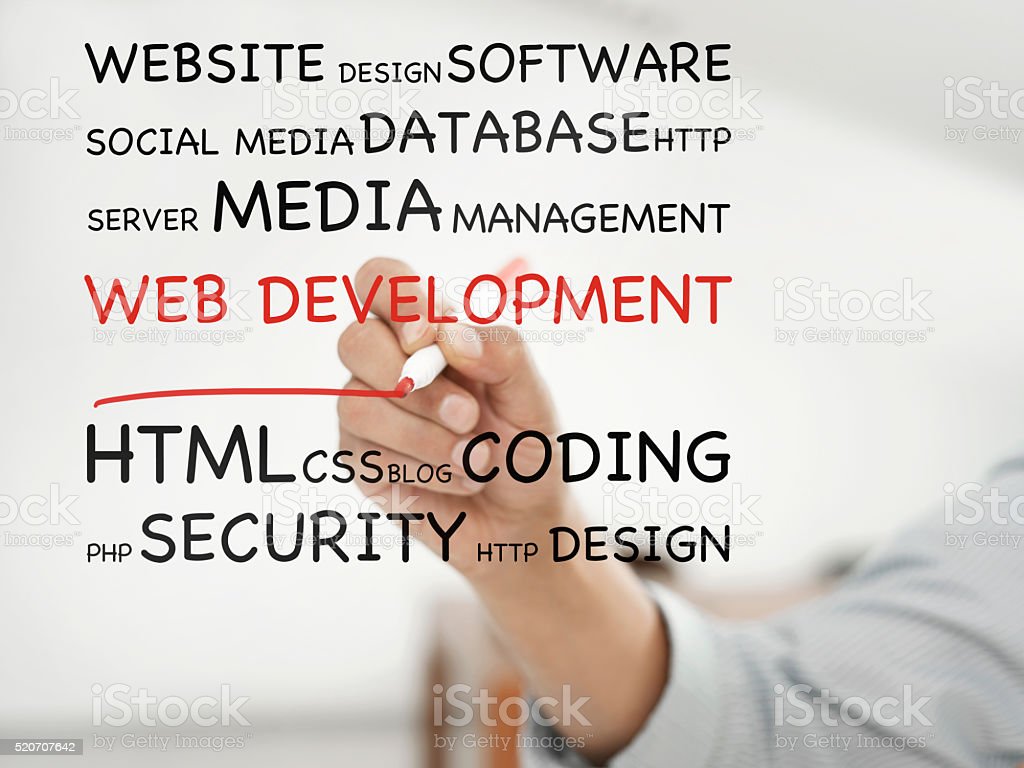 WEBSITE DESIGN SOFTWARE
SOCIAL MEDIA DATABASE HTTP
SERVER MEDIA MANAGEMENT
WEB DEVELOPMENT
HTML CSS BLOG CODING
PHP SECURITY HTTP DESIGN
iStock
by Getty Images™
520707642